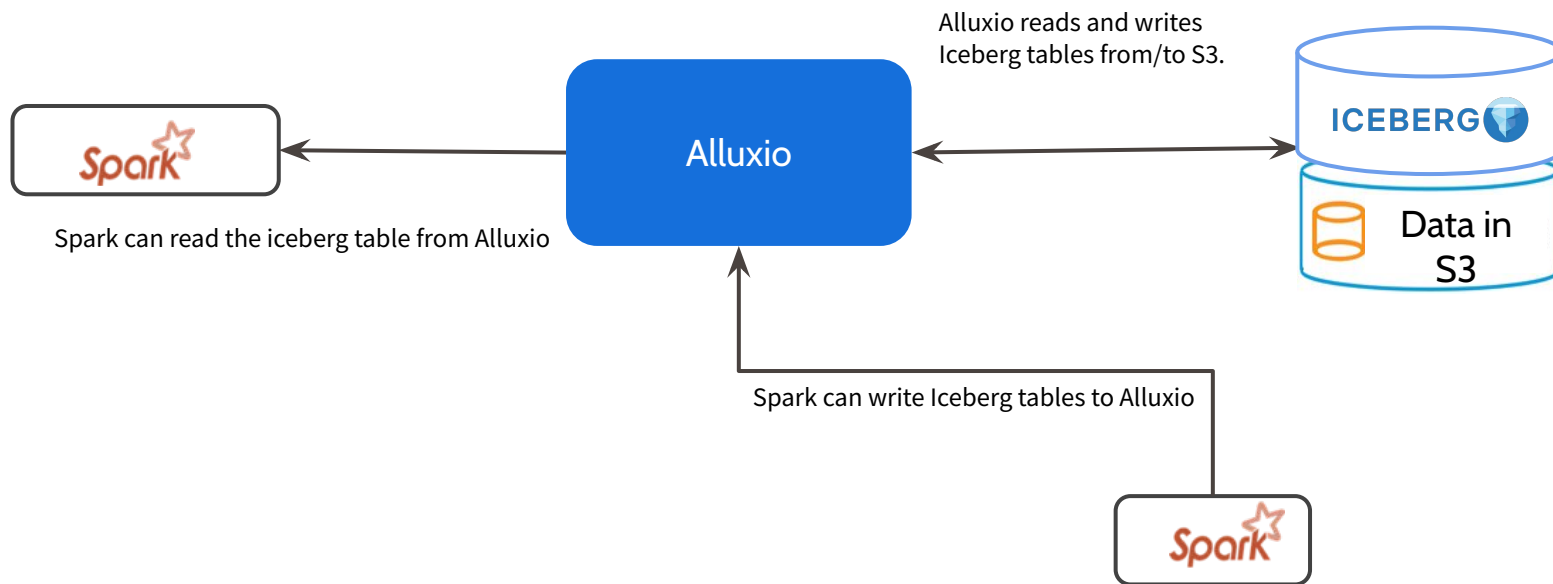 Alluxio reads and writes
Iceberg tables from/to S3.
ICEBERG
Spark
Alluxio
Data in
S3
Spark can read the iceberg table from Alluxio
Spark can write Iceberg tables to Alluxio
Spark